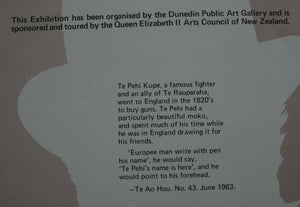 This Exhibition has been organised by the Dunedin Public Art Gallery and is
sponsored and toured by the Queen Elizabeth II Arts Council of New Zealand.
Te Pehi Kupe, a famous fighter
and an ally of Te Rauparaha,
went to England in the 1820's
to buy guns. Te Pehi had a
particularly beautiful moko,
and spent much of his time while
he was in England drawing it for
his friends.
'Europee man write with pen
his name', he would say.
'Te Pehi's name is here', and he
would point to his forehead.
—Te Ao Hou, No. 43. June 1963.